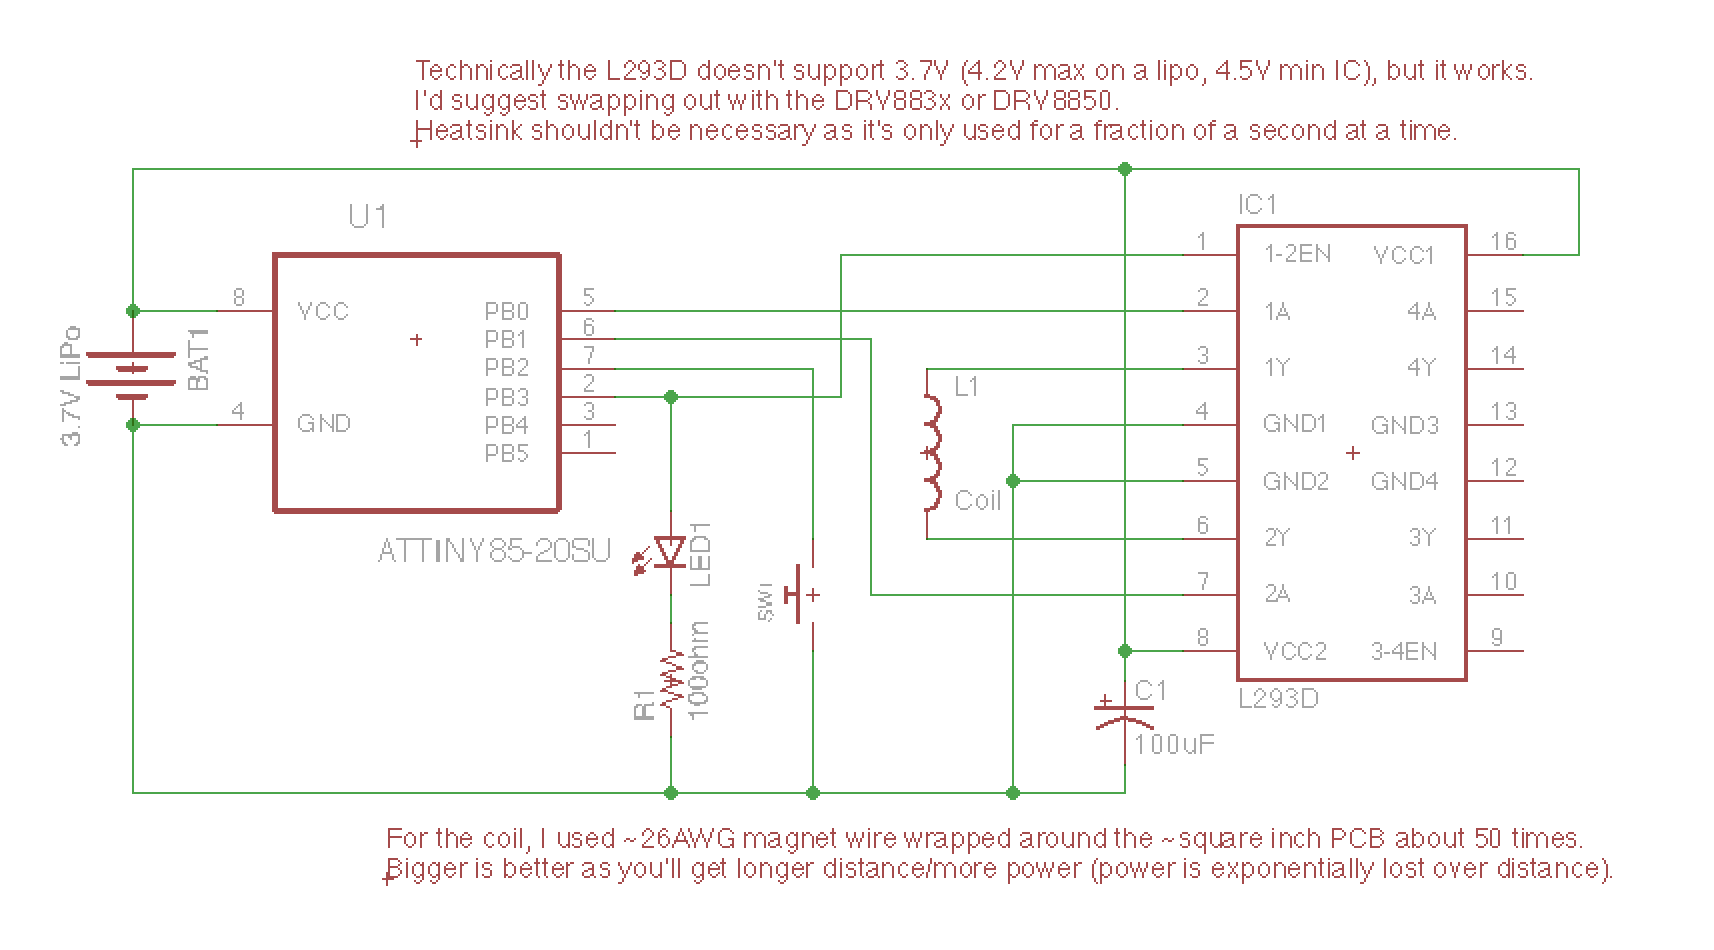 Technically the L293D doesn't support 3.7V (4.2V max on a lipo, 4.5V min IC), but it works.
I'd suggest swapping out with the DRV883x or DRV8850.
Heatsink shouldn't be necessary as it's only used for a fraction of a second at a time.
U1
IC1
8 VCC
PB0 5
PB1 6
PB2 7
PB3 2
PB4 3
PB5 1
4 GND
3.7V LiPo
BAT1
ATTINY85-20SU
LED1
R1
100ohm
SW1
L1
Coil
1 1-2EN VCC1 16
2 1A 4A 15
3 1Y 4Y 14
4 GND1 GND3 13
5 GND2 GND4 12
6 2Y 3Y 11
7 2A 3A 10
8 VCC2 3-4EN 9
L293D
C1
100uF
For the coil, I used ~26AWG magnet wire wrapped around the ~square inch PCB about 50 times.
Bigger is better as you'll get longer distance/more power (power is exponentially lost over distance).